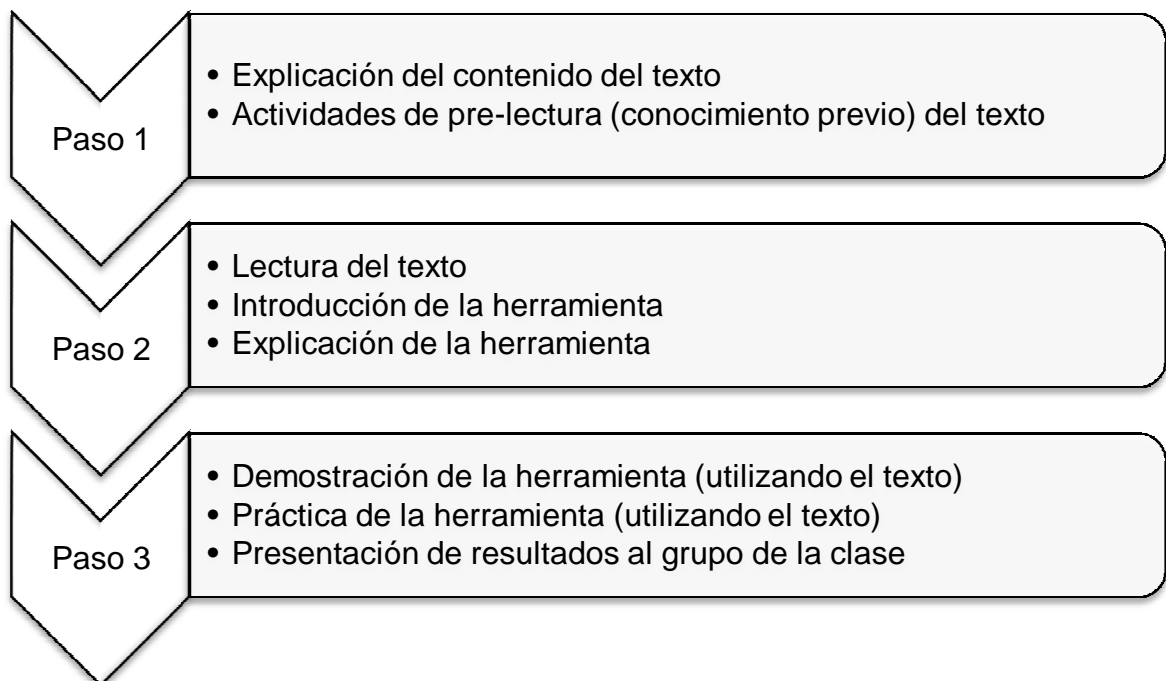 Paso 1
• Explicación del contenido del texto
• Actividades de pre-lectura (conocimiento previo) del texto
Paso 2
• Lectura del texto
• Introducción de la herramienta
• Explicación de la herramienta
Paso 3
• Demostración de la herramienta (utilizando el texto)
• Práctica de la herramienta (utilizando el texto)
• Presentación de resultados al grupo de la clase